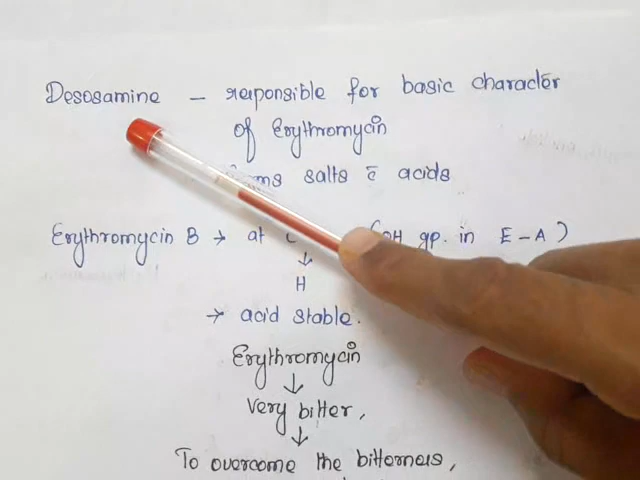 Desosamine – responsible for basic character
of Erythromycin
salts c̄ acids
Erythromycin B → at C (OH gp. in E-A)
↓
H
→ acid stable.
Erythromycin
↓
Very bitter,
↓
To overcome the bitterness,